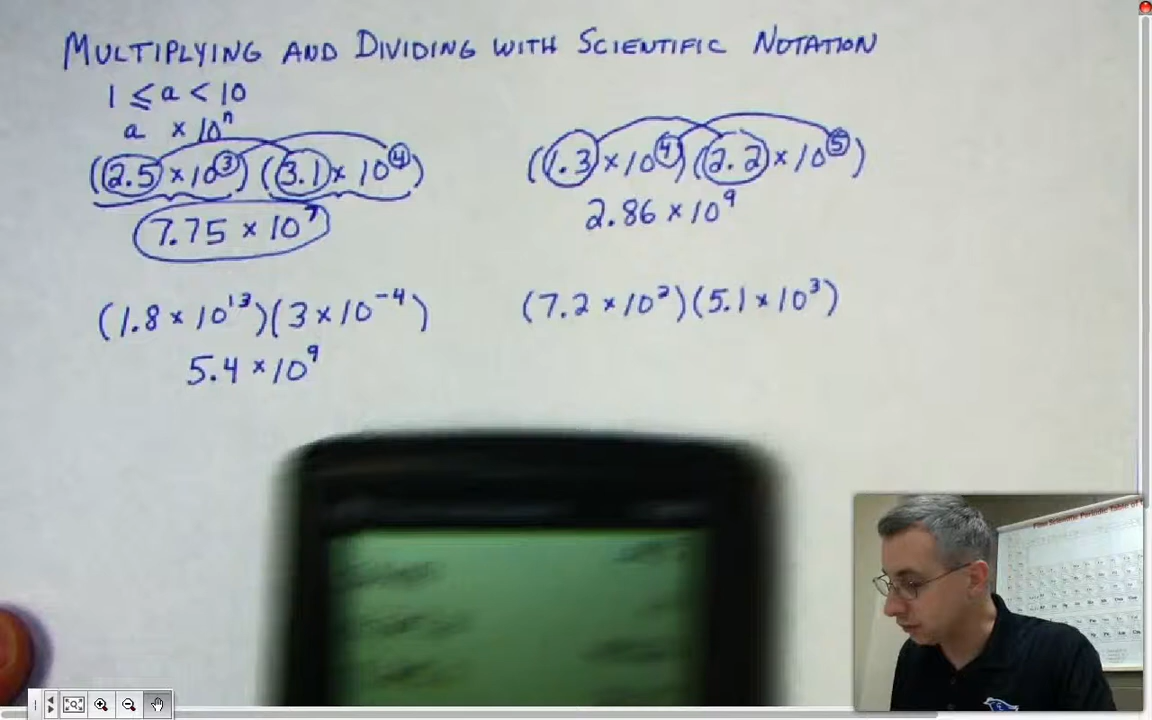 MULTIPLYING AND DIVIDING WITH SCIENTIFIC NOTATION
1 ≤ a < 10
a × 10ⁿ
(2.5 × 10³) (3.1 × 10⁴)
7.75 × 10⁷
(1.3 × 10⁴) (2.2 × 10⁵)
2.86 × 10⁹
(1.8 × 10¹³)(3 × 10⁻⁴)
5.4 × 10⁹
(7.2 × 10²)(5.1 × 10³)